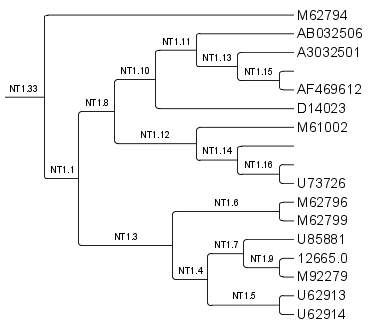 M62794
AB032506
NT1.11
A3032501
NT1.13
NT1.10
NT1.15
NT1.33
AF469612
NT1.8
D14023
M61002
NT1.12
NT1.14
NT1.16
NT1.1
U73726
NT1.6
M62796
M62799
NT1.3
U85881
NT1.7
12665.0
NT1.9
NT1.4
M92279
NT1.5
U62913
U62914